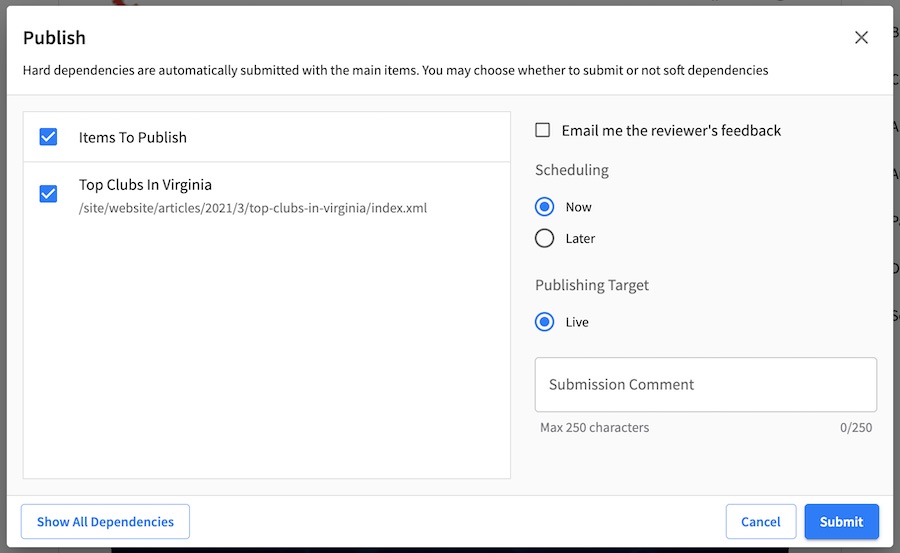 Publish
Hard dependencies are automatically submitted with the main items. You may choose whether to submit or not soft dependencies
Items To Publish
Top Clubs In Virginia
/site/website/articles/2021/3/top-clubs-in-virginia/index.xml
Email me the reviewer's feedback
Scheduling
Now
Later
Publishing Target
Live
Submission Comment
Max 250 characters
0/250
Show All Dependencies
Cancel
Submit